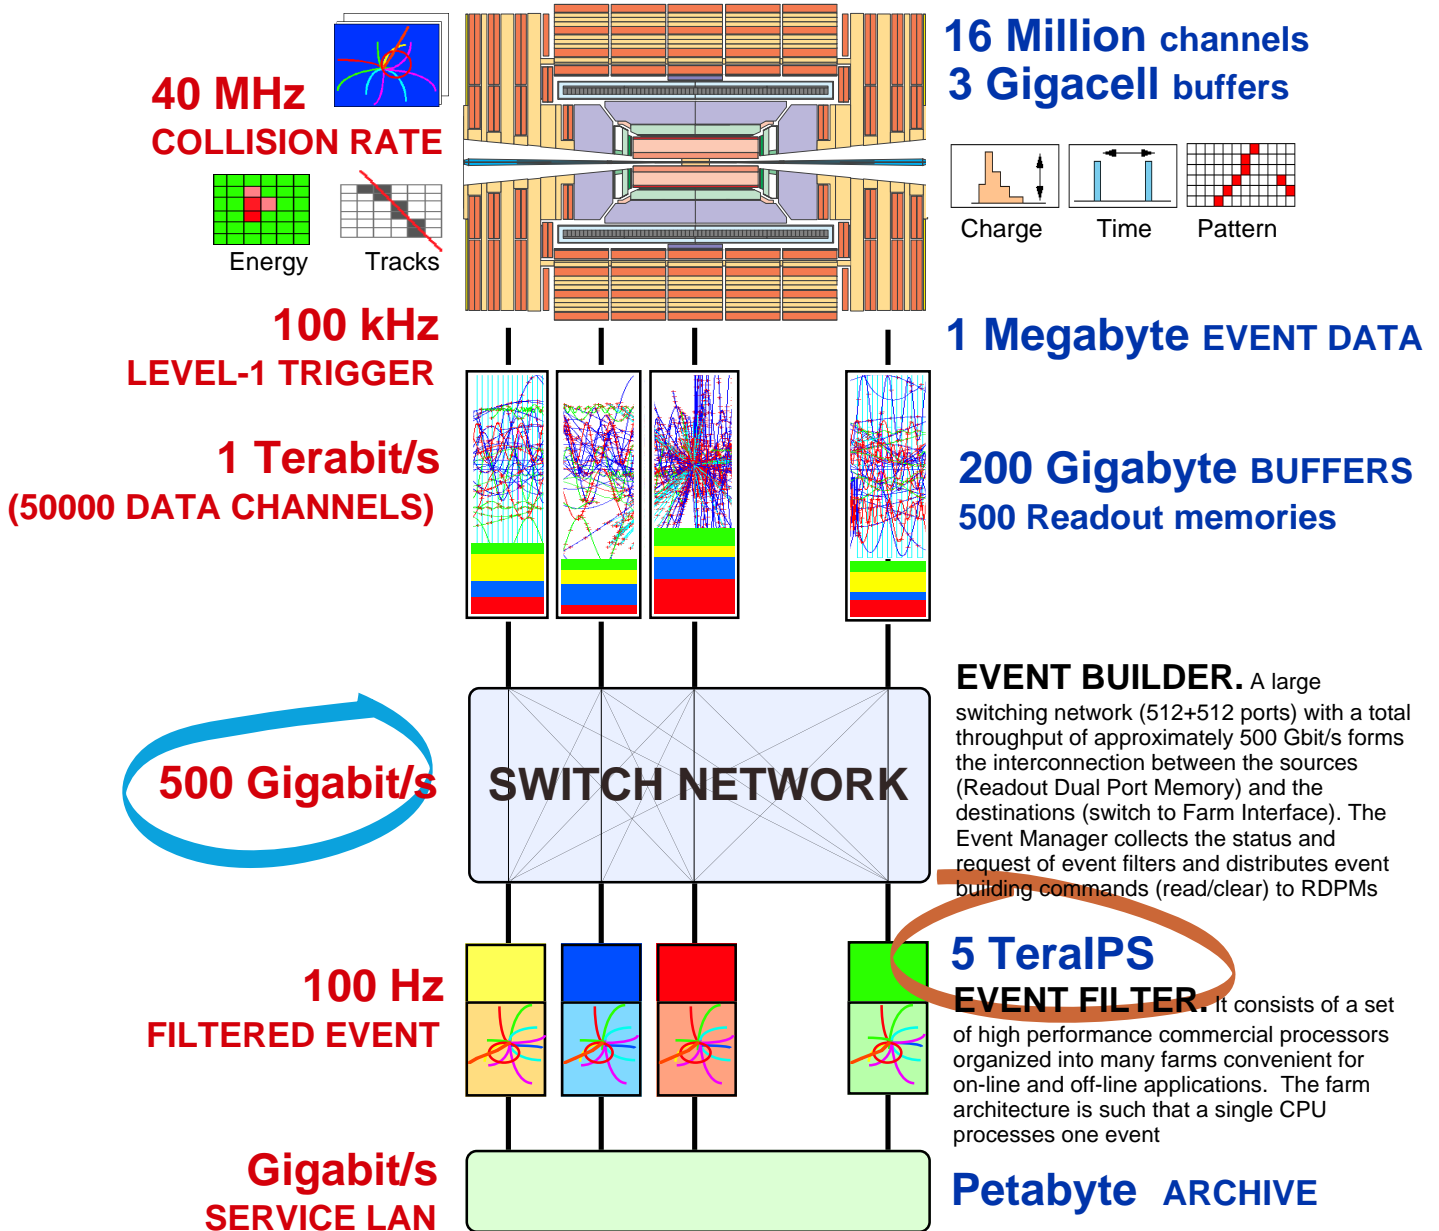 16 Million channels
3 Gigacell buffers
40 MHz
COLLISION RATE
Energy
Tracks
Charge
Time
Pattern
100 kHz
LEVEL-1 TRIGGER
1 Megabyte EVENT DATA
1 Terabit/s
(50000 DATA CHANNELS)
200 Gigabyte BUFFERS
500 Readout memories
500 Gigabit/s
SWITCH NETWORK
EVENT BUILDER. A large
switching network (512+512 ports) with a total
throughput of approximately 500 Gbit/s forms
the interconnection between the sources
(Readout Dual Port Memory) and the
destinations (switch to Farm Interface). The
Event Manager collects the status and
request of event filters and distributes event
building commands (read/clear) to RDPMs
100 Hz
FILTERED EVENT
5 TeraIPS
EVENT FILTER. It consists of a set
of high performance commercial processors
organized into many farms convenient for
on-line and off-line applications. The farm
architecture is such that a single CPU
processes one event
Gigabit/s
SERVICE LAN
Petabyte ARCHIVE